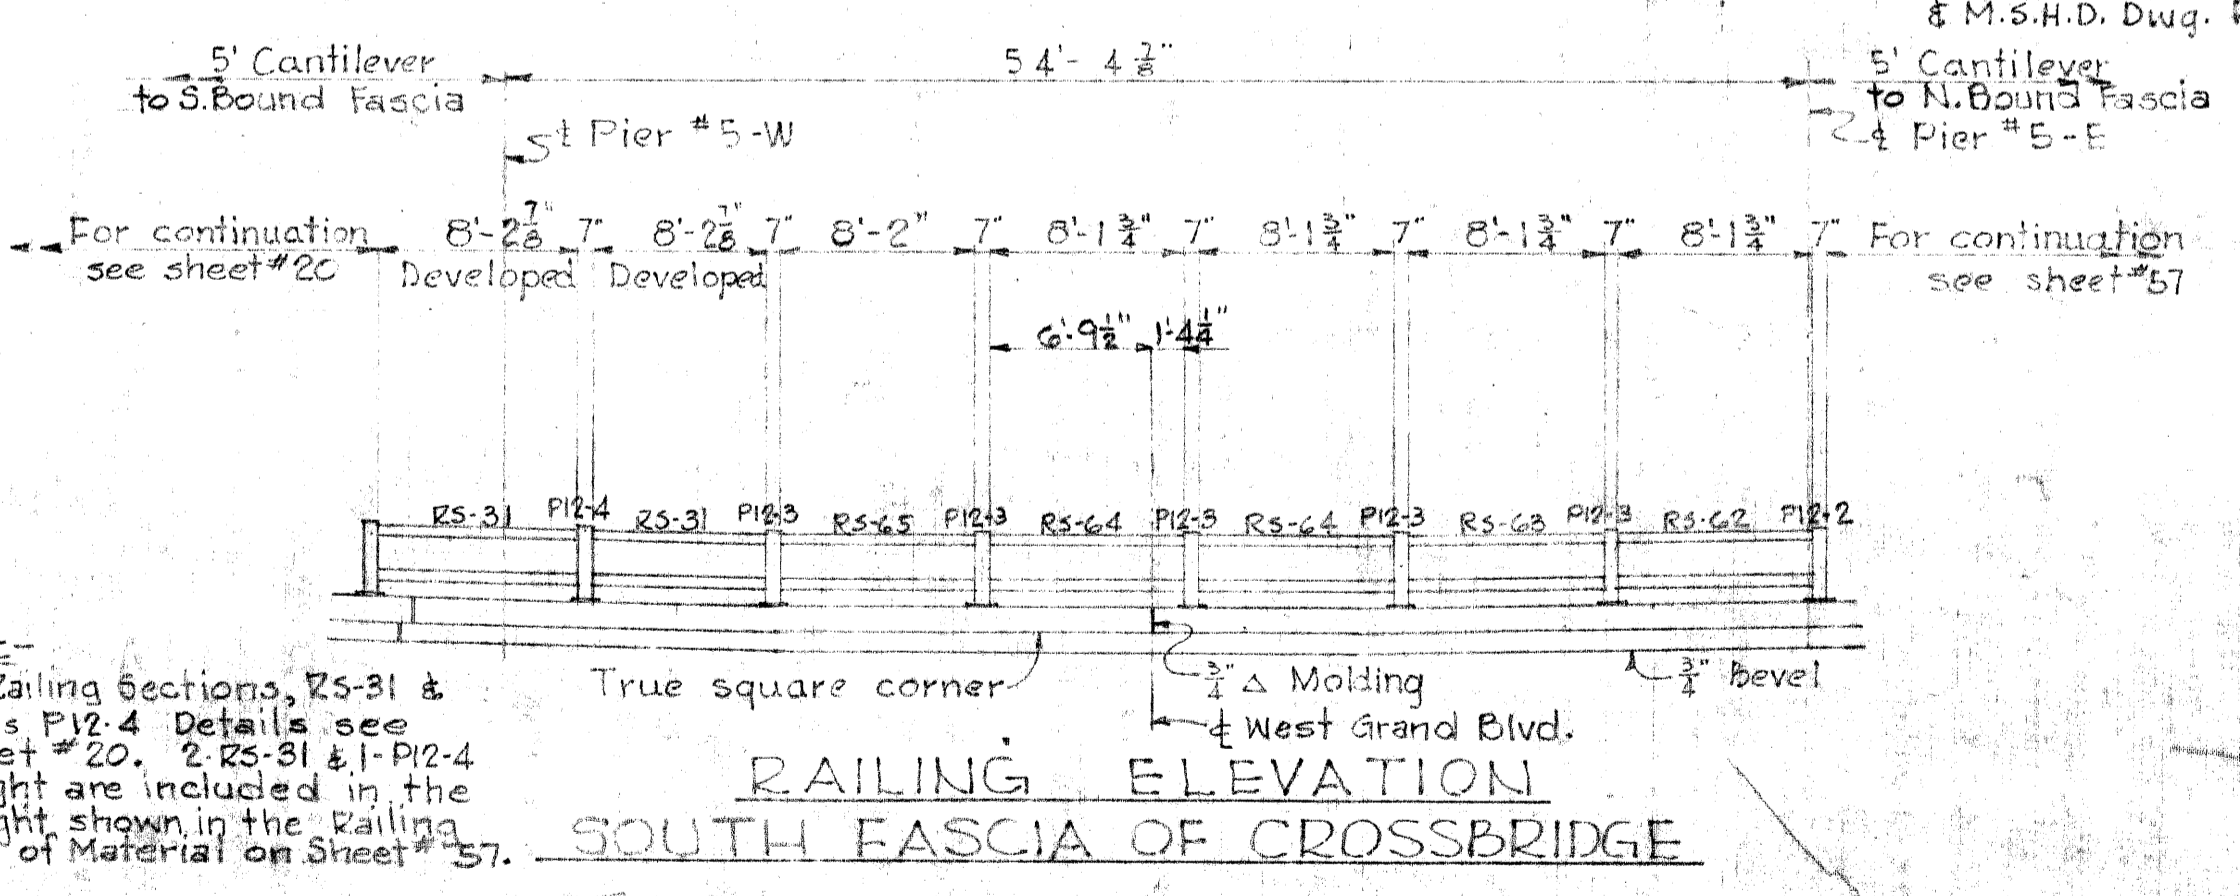 & M.S.H.D. Dwg.
5' Cantilever
to S.Bound Fascia
54'-4 7/8"
5' Cantilever
to N.Bound Fascia
℄ Pier #5-W
℄ Pier #5-E
For continuation
see sheet #20
8'-2 7/8"
Developed
7"
8'-2 7/8"
Developed
7"
8'-2"
7"
8'-1 3/4"
7"
8'-1 3/4"
7"
8'-1 3/4"
7"
8'-1 3/4"
7"
For continuation
see sheet #57
6'-9 1/2"
1'-4 1/4"
RS-31
P12-4
RS-31
P12-3
RS-65
P12-3
RS-64
P12-3
RS-64
P12-3
RS-63
P12-3
RS-62
P12-2
Railing Sections, RS-31 &
P12-4 Details see
#20. 2-RS-31 & 1-P12-4
are included in the
shown in the Railing
of Material on Sheet #57.
True square corner
3/4" Δ Molding
℄ West Grand Blvd.
3/4" Bevel
RAILING ELEVATION
SOUTH FASCIA OF CROSSBRIDGE